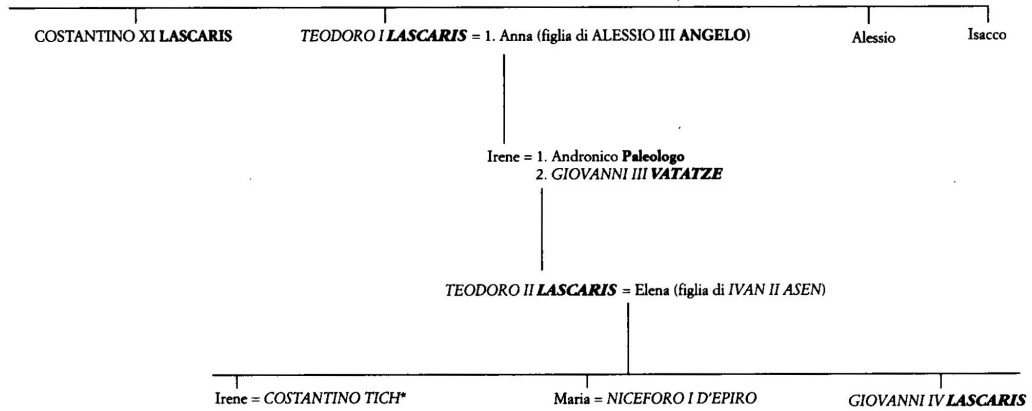 COSTANTINO XI LASCARIS TEODORO I LASCARIS = 1. Anna (figlia di ALESSIO III ANGELO) Alessio Isacco
Irene = 1. Andronico Paleologo
2. GIOVANNI III VATATZE
TEODORO II LASCARIS = Elena (figlia di IVAN II ASEN)
Irene = COSTANTINO TICH* Maria = NICEFORO I D'EPIRO GIOVANNI IV LASCARIS